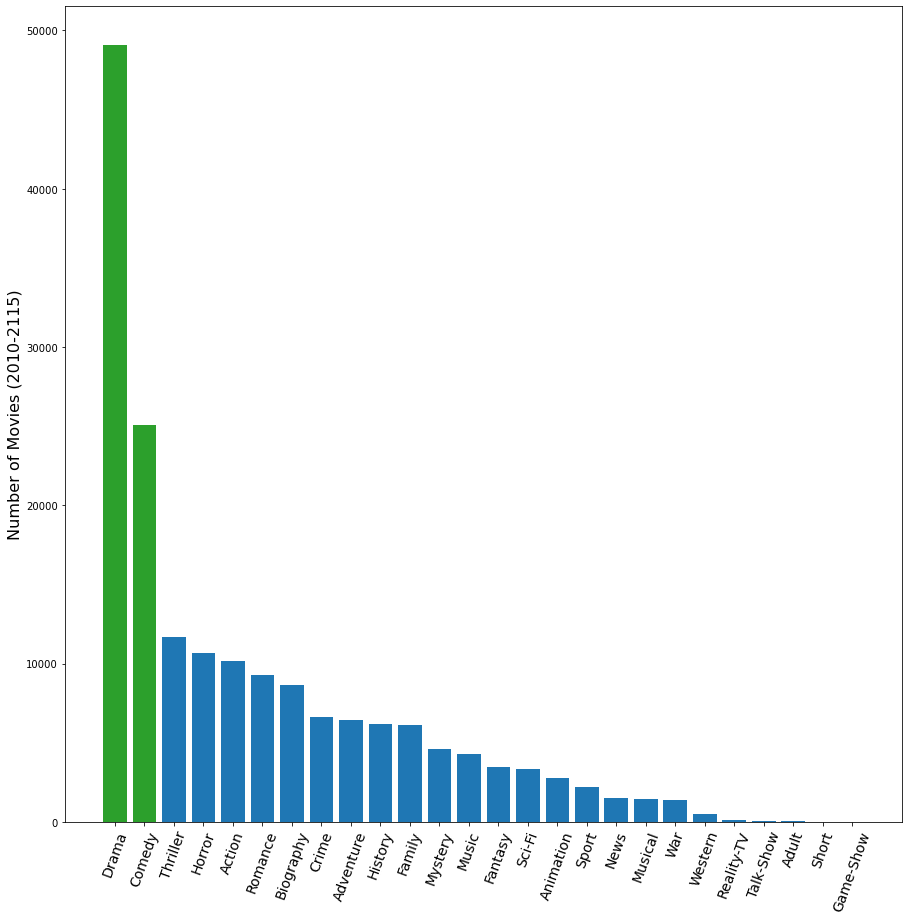 50000
40000
30000
20000
10000
0
Number of Movies (2010-2115)
Drama
Comedy
Thriller
Horror
Action
Romance
Biography
Crime
Adventure
History
Family
Mystery
Music
Fantasy
Sci-Fi
Animation
Sport
News
Musical
War
Western
Reality-TV
Talk-Show
Adult
Short
Game-Show